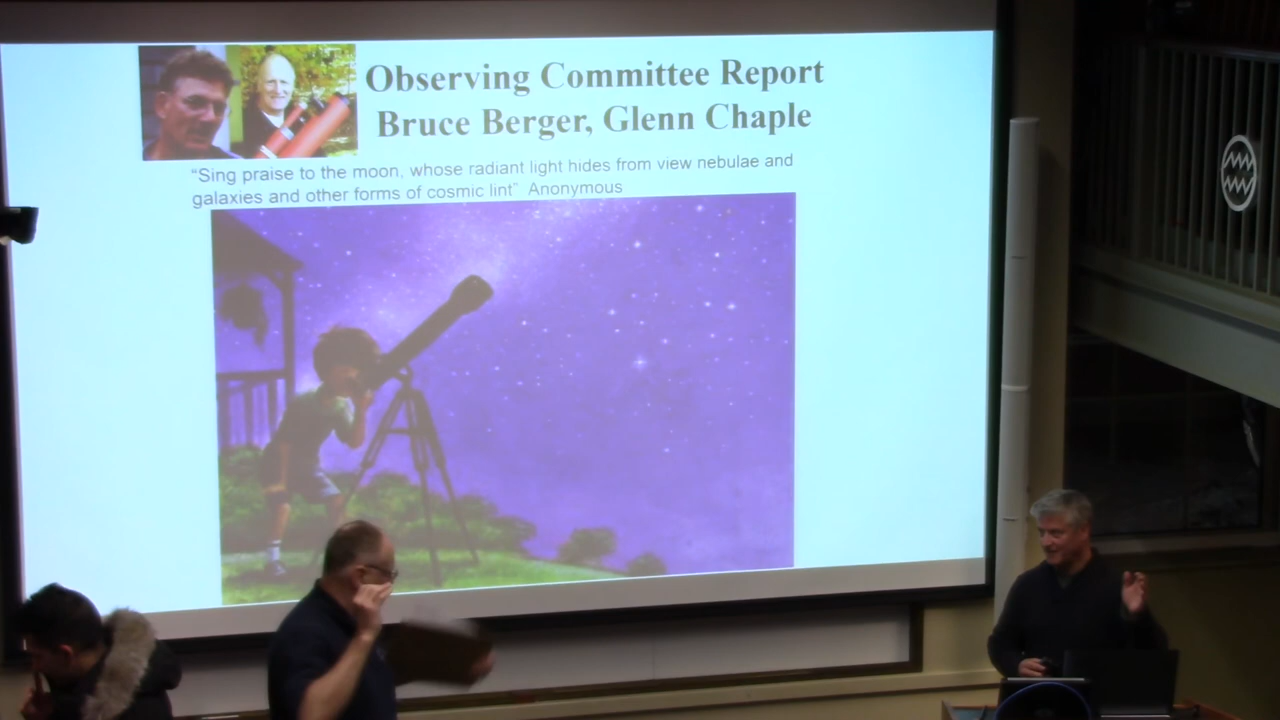 Observing Committee Report
Bruce Berger, Glenn Chaple
“Sing praise to the moon, whose radiant light hides from view nebulae and
galaxies and other forms of cosmic lint” Anonymous